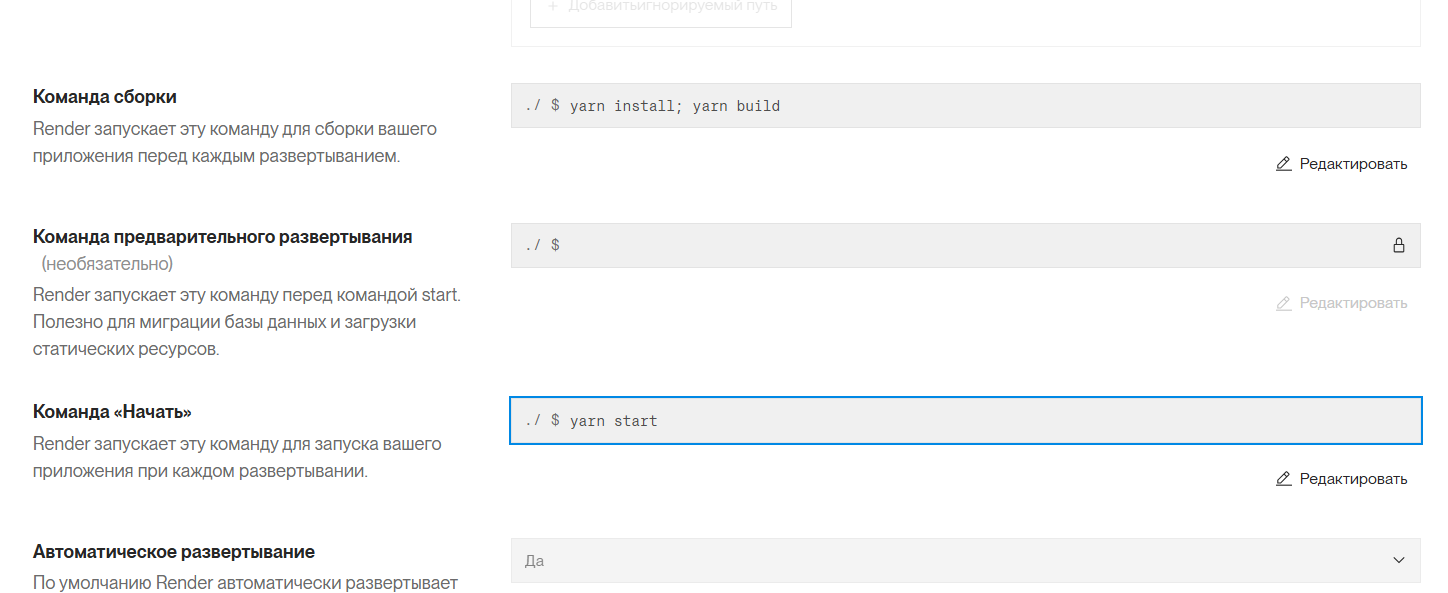 + Добавитьигнорируемый путь
Команда сборки
Render запускает эту команду для сборки вашего
приложения перед каждым развертыванием.
./ $ yarn install; yarn build
Редактировать
Команда предварительного развертывания
(необязательно)
Render запускает эту команду перед командой start.
Полезно для миграции базы данных и загрузки
статических ресурсов.
./ $
Редактировать
Команда «Начать»
Render запускает эту команду для запуска вашего
приложения при каждом развертывании.
./ $ yarn start
Редактировать
Автоматическое развертывание
По умолчанию Render автоматически развертывает
Да